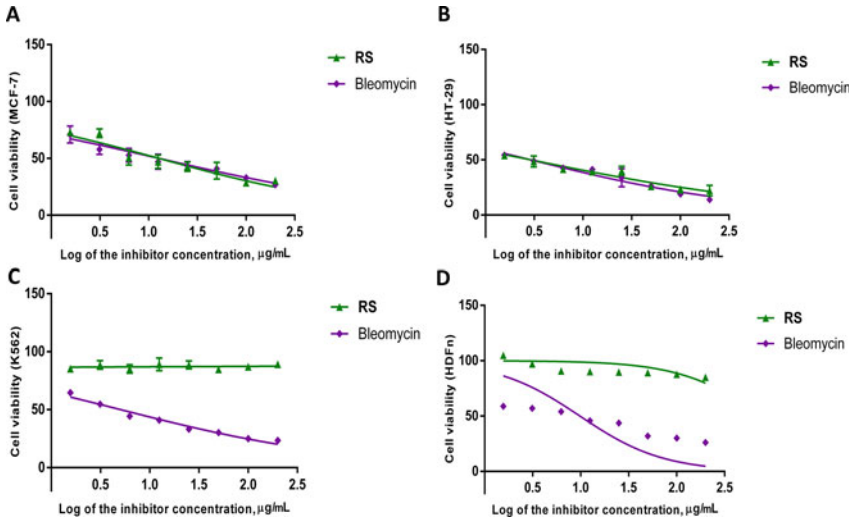 A
Cell viability (MCF-7)
150
100
50
0
0.5 1.0 1.5 2.0 2.5
Log of the inhibitor concentration, µg/mL
RS
Bleomycin
B
Cell viability (HT-29)
150
100
50
0
0.5 1.0 1.5 2.0 2.5
Log of the inhibitor concentration, µg/mL
RS
Bleomycin
C
Cell viability (K562)
150
100
50
0
0.5 1.0 1.5 2.0 2.5
Log of the inhibitor concentration, µg/mL
RS
Bleomycin
D
Cell viability (HDFn)
150
100
50
0
0.5 1.0 1.5 2.0 2.5
Log of the inhibitor concentration, µg/mL
RS
Bleomycin